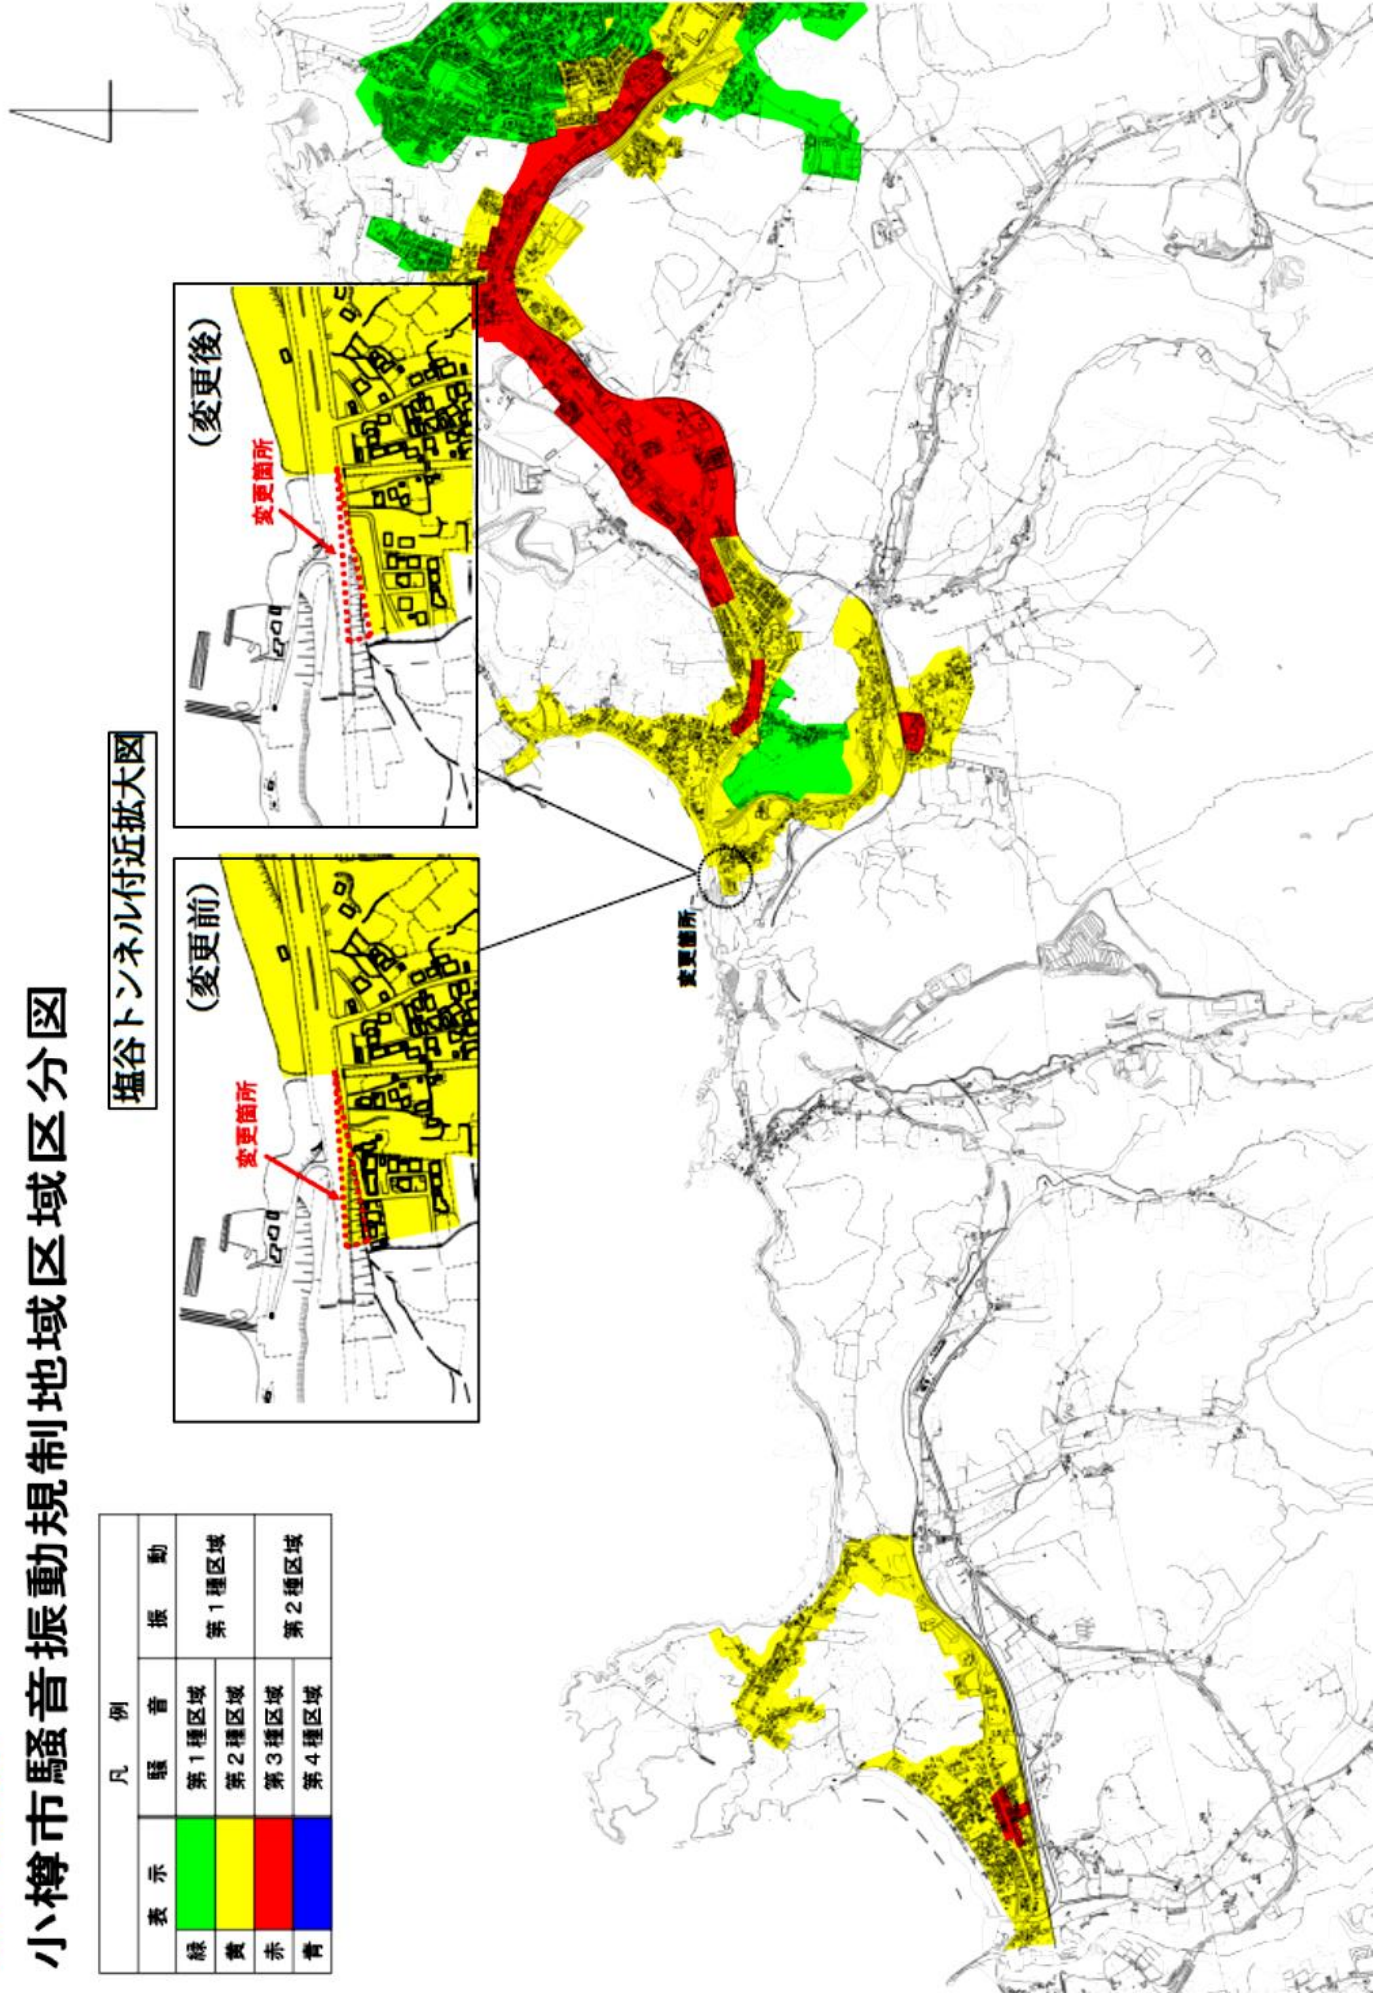 小樽市騒音振動規制地域区域区分図
凡 例
表 示 騒 音 振 動
緑 第1種区域 第1種区域
黄 第2種区域
赤 第3種区域 第2種区域
青 第4種区域
塩谷トンネル付近拡大図
(変更前)
変更箇所
(変更後)
変更箇所
変更箇所